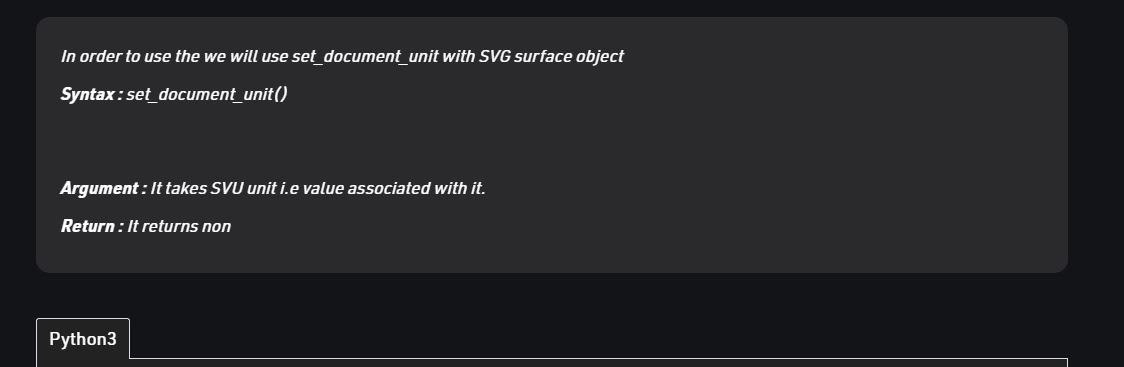 In order to use the we will use set_document_unit with SVG surface object
Syntax : set_document_unit()
Argument : It takes SVU unit i.e value associated with it.
Return : It returns non
Python3